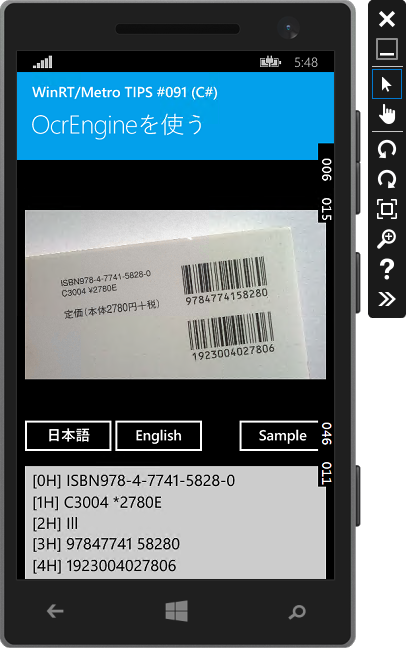 5:48
WinRT/Metro TIPS #091 (C#)
OcrEngineを使う
006
015
ISBN978-4-7741-5828-0
C3004 ¥2780E
定価(本体2780円+税)
9784774158280
1923004027806
日本語
English
Sample
046
011
[0H] ISBN978-4-7741-5828-0
[1H] C3004 *2780E
[2H] Ill
[3H] 97847741 58280
[4H] 1923004027806